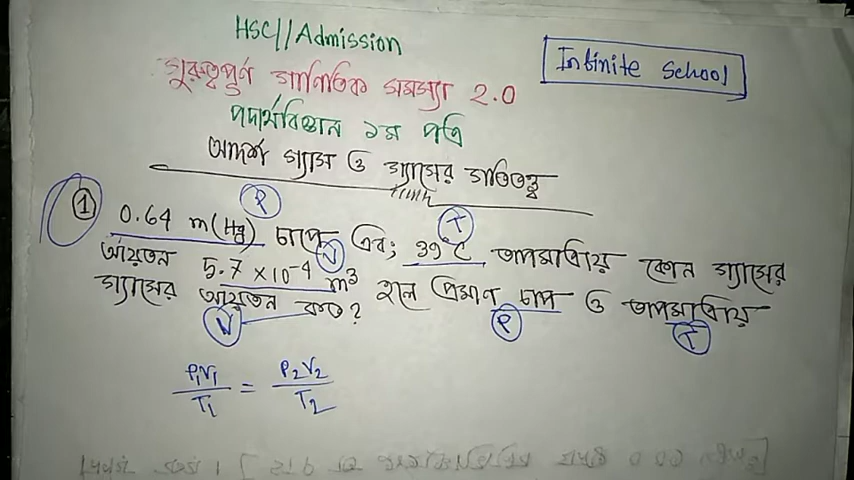 HSC//Admission
Infinite School
গুরুত্বপূর্ণ গাণিতিক সমস্যা 2.0
পদার্থবিজ্ঞান ১ম পত্র
আদর্শ গ্যাস ও গ্যাসের গতিতত্ত্ব
P
T
1 0.64 m(Hg) চাপে এবং 39°C তাপমাত্রায় কোন গ্যাসের
V
আয়তন 5.7 × 10⁻⁴ m³ হলে প্রমাণ চাপ ও তাপমাত্রায়
গ্যাসের আয়তন কত?
V
P
T
P₁V₁/T₁ = P₂V₂/T₂